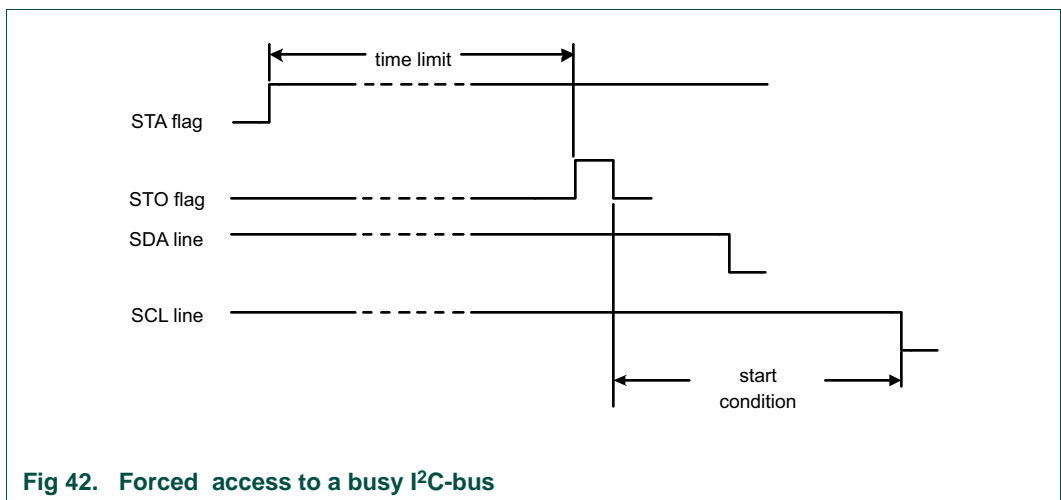 time limit
STA flag
STO flag
SDA line
SCL line
start
condition
Fig 42. Forced access to a busy I²C-bus